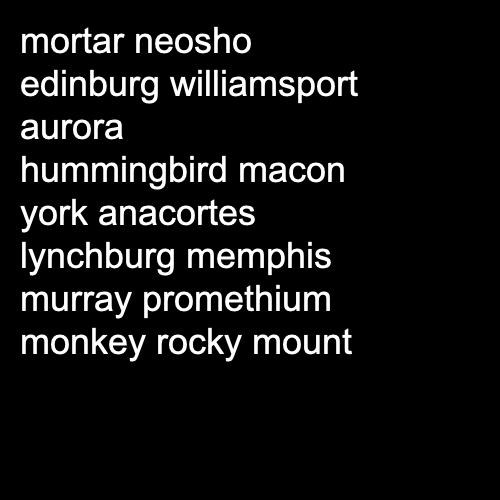 mortar neosho
edinburg williamsport
aurora
hummingbird macon
york anacortes
lynchburg memphis
murray promethium
monkey rocky mount